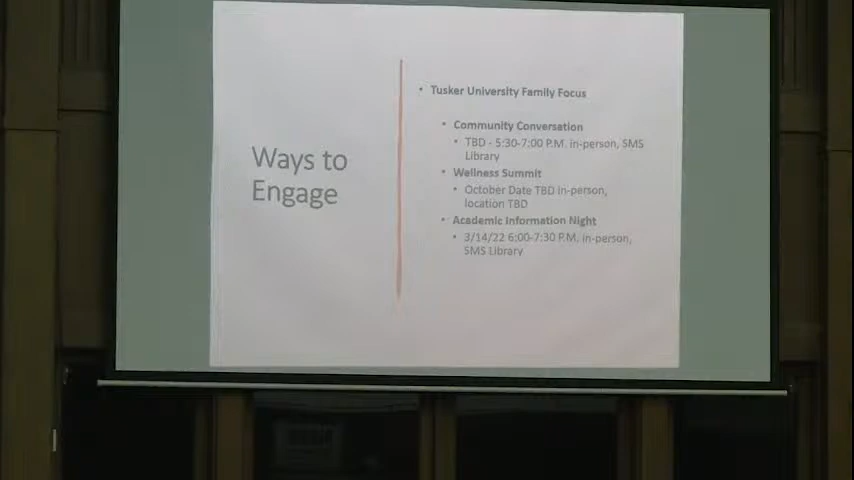 Ways to
Engage
• Tusker University Family Focus
• Community Conversation
• TBD - 5:30-7:00 P.M. in-person, SMS
Library
• Wellness Summit
• October Date TBD in-person,
location TBD
• Academic Information Night
• 3/14/22 6:00-7:30 P.M. in-person,
SMS Library